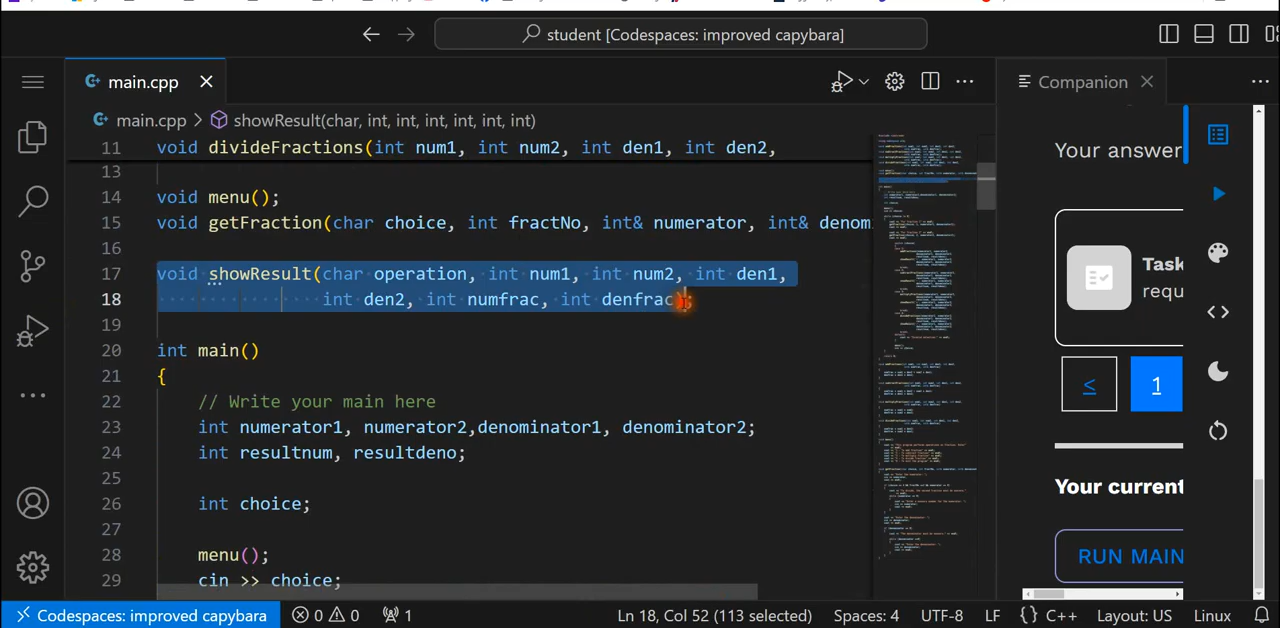 student [Codespaces: improved capybara]
main.cpp
Companion
main.cpp > showResult(char, int, int, int, int, int, int)
11 void divideFractions(int num1, int num2, int den1, int den2,
13
14 void menu();
15 void getFraction(char choice, int fractNo, int& numerator, int& denom
16
17 void showResult(char operation, int num1, int num2, int den1,
18 int den2, int numfrac, int denfrac);
19
20 int main()
21 {
22 // Write your main here
23 int numerator1, numerator2,denominator1, denominator2;
24 int resultnum, resultdeno;
25
26 int choice;
27
28 menu();
29 cin >> choice;
Your answer
Task
requ
≤ 1
Your current
RUN MAIN
Codespaces: improved capybara 0 0 1 Ln 18, Col 52 (113 selected) Spaces: 4 UTF-8 LF {} C++ Layout: US Linux